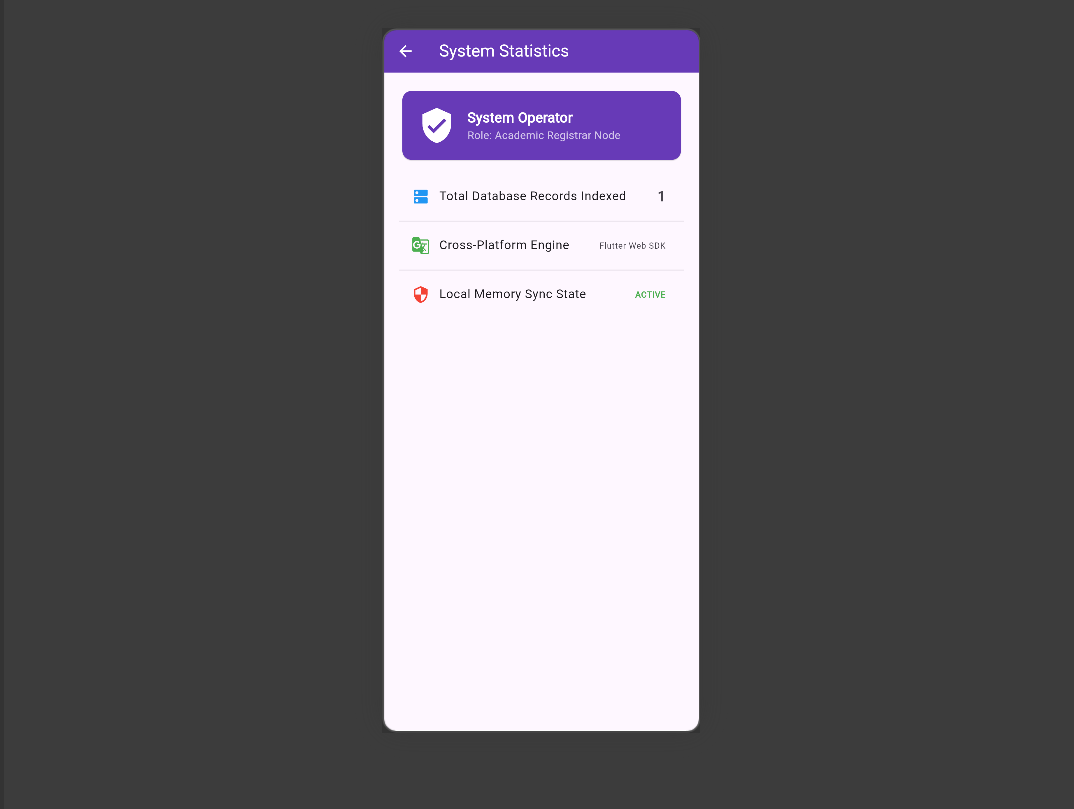 System Statistics
System Operator
Role: Academic Registrar Node
Total Database Records Indexed 1
Cross-Platform Engine Flutter Web SDK
Local Memory Sync State ACTIVE